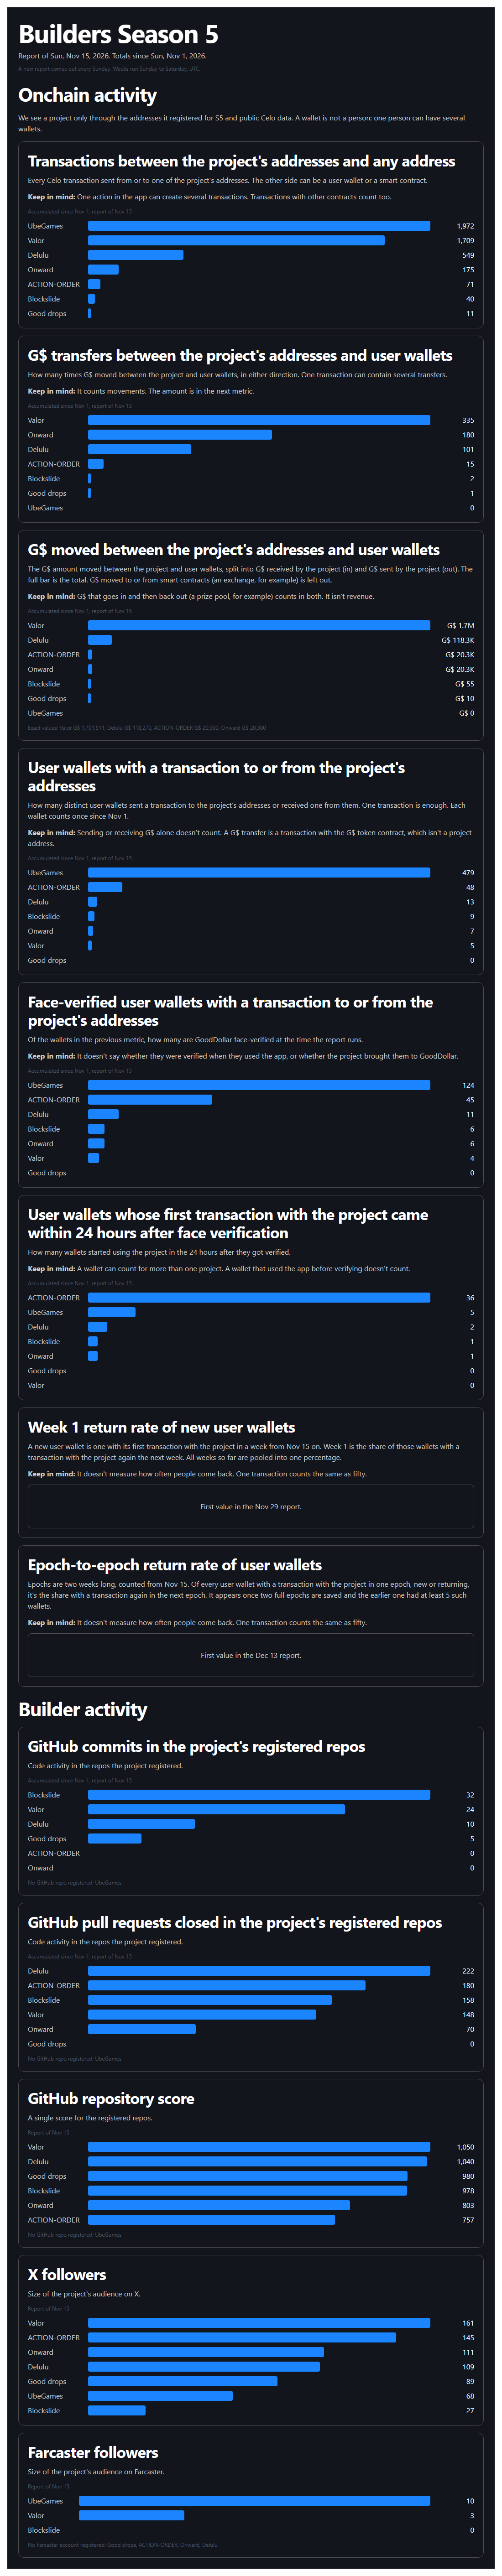 Builders Season 5
Report of Sun, Nov 15, 2026. Totals since Sun, Nov 1, 2026.
A new report comes out every Sunday. Weeks run Sunday to Saturday, UTC.
Onchain activity
We see a project only through the addresses it registered for S5 and public Celo data. A wallet is not a person: one person can have several
wallets.
Transactions between the project's addresses and any address
Every Celo transaction sent from or to one of the project's addresses. The other side can be a user wallet or a smart contract.
Keep in mind: One action in the app can create several transactions. Transactions with other contracts count too.
Accumulated since Nov 1, report of Nov 15
UbeGames 1,972
Valor 1,709
Delulu 549
Onward 175
ACTION-ORDER 71
Blockslide 40
Good drops 11
G$ transfers between the project's addresses and user wallets
How many times G$ moved between the project and user wallets, in either direction. One transaction can contain several transfers.
Keep in mind: It counts movements. The amount is in the next metric.
Accumulated since Nov 1, report of Nov 15
Valor 335
Onward 180
Delulu 101
ACTION-ORDER 15
Blockslide 2
Good drops 1
UbeGames 0
G$ moved between the project's addresses and user wallets
The G$ amount moved between the project and user wallets, split into G$ received by the project (in) and G$ sent by the project (out). The
full bar is the total. G$ moved to or from smart contracts (an exchange, for example) is left out.
Keep in mind: G$ that goes in and then back out (a prize pool, for example) counts in both. It isn't revenue.
Accumulated since Nov 1, report of Nov 15
Valor G$ 1.7M
Delulu G$ 118.3K
ACTION-ORDER G$ 20.3K
Onward G$ 20.3K
Blockslide G$ 55
Good drops G$ 10
UbeGames G$ 0
Exact values: Valor G$ 1,701,511, Delulu G$ 118,270, ACTION-ORDER G$ 20,300, Onward G$ 20,300
User wallets with a transaction to or from the project's
addresses
How many distinct user wallets sent a transaction to the project's addresses or received one from them. One transaction is enough. Each
wallet counts once since Nov 1.
Keep in mind: Sending or receiving G$ alone doesn't count. A G$ transfer is a transaction with the G$ token contract, which isn't a project
address.
Accumulated since Nov 1, report of Nov 15
UbeGames 479
ACTION-ORDER 48
Delulu 13
Blockslide 9
Onward 7
Valor 5
Good drops 0
Face-verified user wallets with a transaction to or from the
project's addresses
Of the wallets in the previous metric, how many are GoodDollar face-verified at the time the report runs.
Keep in mind: It doesn't say whether they were verified when they used the app, or whether the project brought them to GoodDollar.
Accumulated since Nov 1, report of Nov 15
UbeGames 124
ACTION-ORDER 45
Delulu 11
Blockslide 6
Onward 6
Valor 4
Good drops 0
User wallets whose first transaction with the project came
within 24 hours after face verification
How many wallets started using the project in the 24 hours after they got verified.
Keep in mind: A wallet can count for more than one project. A wallet that used the app before verifying doesn't count.
Accumulated since Nov 1, report of Nov 15
ACTION-ORDER 36
UbeGames 5
Delulu 2
Blockslide 1
Onward 1
Good drops 0
Valor 0
Week 1 return rate of new user wallets
A new user wallet is one with its first transaction with the project in a week from Nov 15 on. Week 1 is the share of those wallets with a
transaction with the project again the next week. All weeks so far are pooled into one percentage.
Keep in mind: It doesn't measure how often people come back. One transaction counts the same as fifty.
First value in the Nov 29 report.
Epoch-to-epoch return rate of user wallets
Epochs are two weeks long, counted from Nov 15. Of every user wallet with a transaction with the project in one epoch, new or returning,
it's the share with a transaction again in the next epoch. It appears once two full epochs are saved and the earlier one had at least 5 such
wallets.
Keep in mind: It doesn't measure how often people come back. One transaction counts the same as fifty.
First value in the Dec 13 report.
Builder activity
GitHub commits in the project's registered repos
Code activity in the repos the project registered.
Accumulated since Nov 1, report of Nov 15
Blockslide 32
Valor 24
Delulu 10
Good drops 5
ACTION-ORDER 0
Onward 0
No GitHub repo registered: UbeGames
GitHub pull requests closed in the project's registered repos
Code activity in the repos the project registered.
Accumulated since Nov 1, report of Nov 15
Delulu 222
ACTION-ORDER 180
Blockslide 158
Valor 148
Onward 70
Good drops 0
No GitHub repo registered: UbeGames
GitHub repository score
A single score for the registered repos.
Report of Nov 15
Valor 1,050
Delulu 1,040
Good drops 980
Blockslide 978
Onward 803
ACTION-ORDER 757
No GitHub repo registered: UbeGames
X followers
Size of the project's audience on X.
Report of Nov 15
Valor 161
ACTION-ORDER 145
Onward 111
Delulu 109
Good drops 89
UbeGames 68
Blockslide 27
Farcaster followers
Size of the project's audience on Farcaster.
Report of Nov 15
UbeGames 10
Valor 3
Blockslide 0
No Farcaster account registered: Good drops, ACTION-ORDER, Onward, Delulu